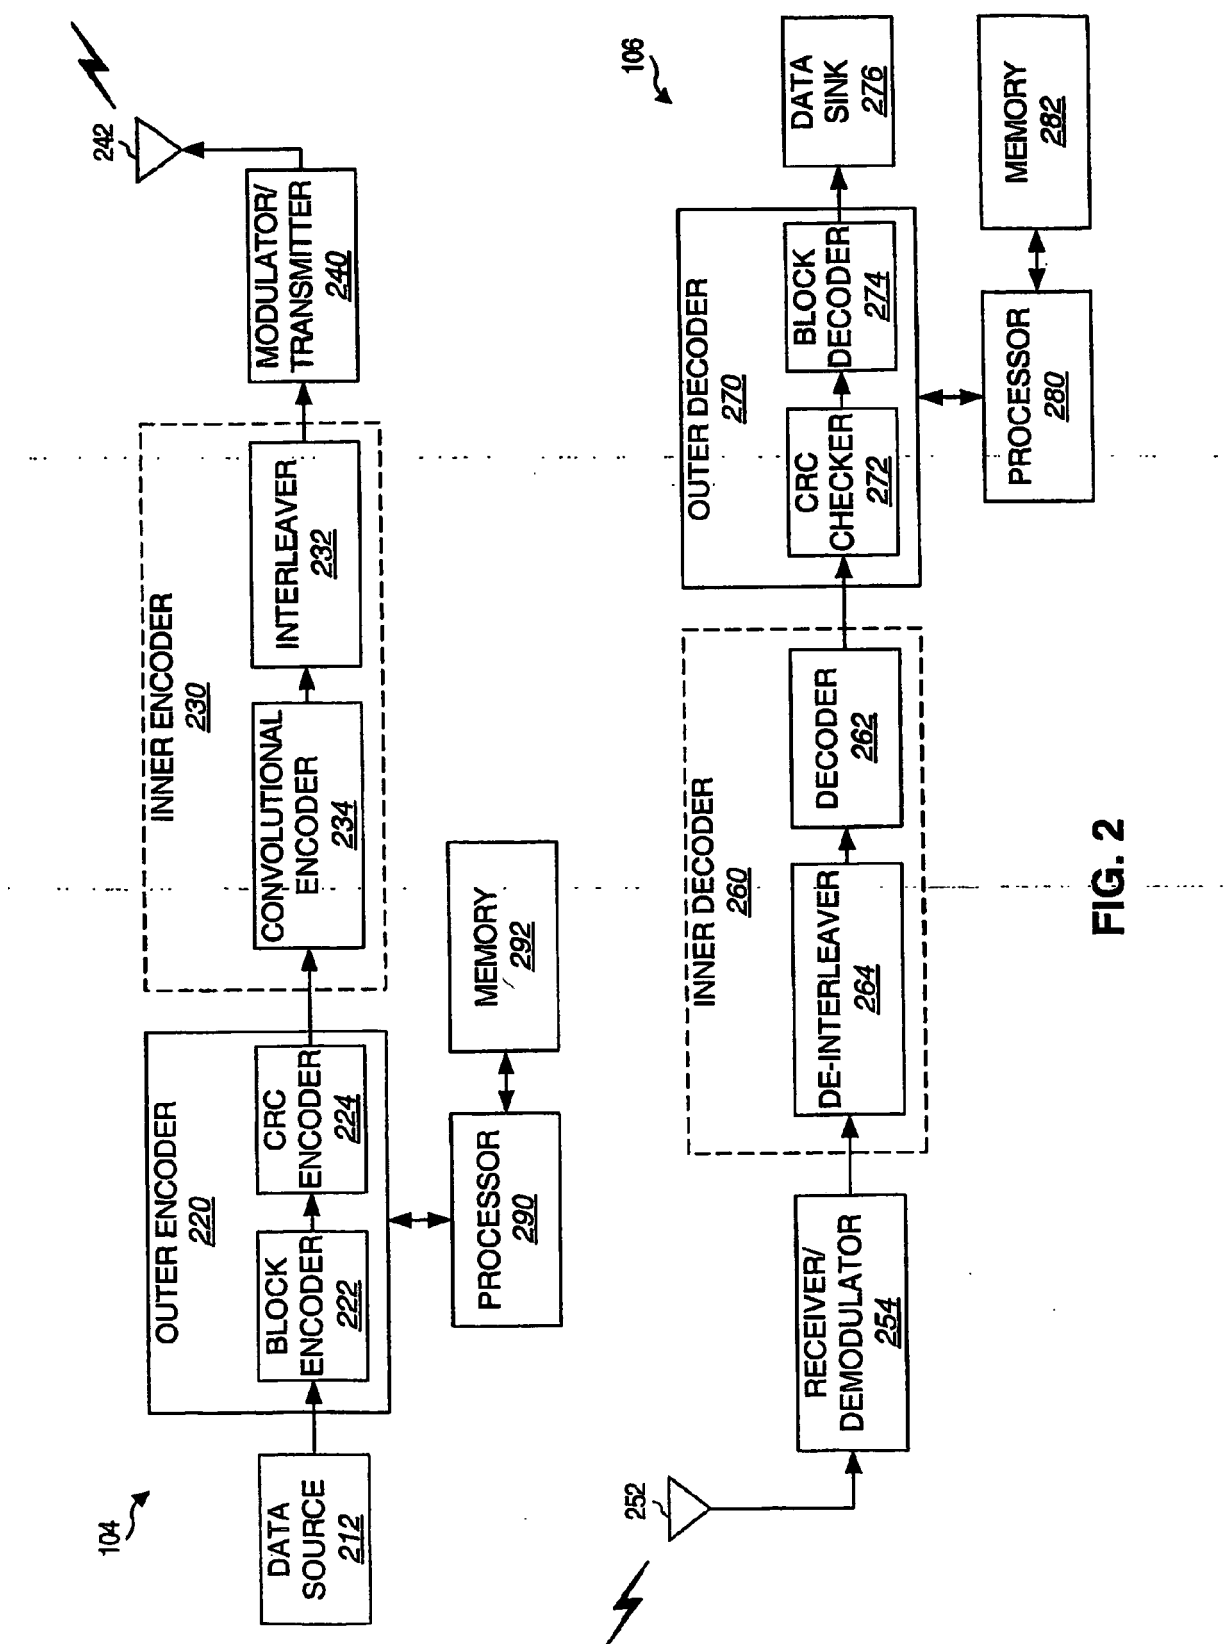 104
DATA
SOURCE
212
OUTER ENCODER
220
BLOCK
ENCODER
222
CRC
ENCODER
224
PROCESSOR
290
MEMORY
292
INNER ENCODER
230
CONVOLUTIONAL
ENCODER
234
INTERLEAVER
232
MODULATOR/
TRANSMITTER
240
242
106
252
RECEIVER/
DEMODULATOR
254
INNER DECODER
260
DE-INTERLEAVER
264
DECODER
262
OUTER DECODER
270
CRC
CHECKER
272
BLOCK
DECODER
274
DATA
SINK
276
PROCESSOR
280
MEMORY
282
FIG. 2